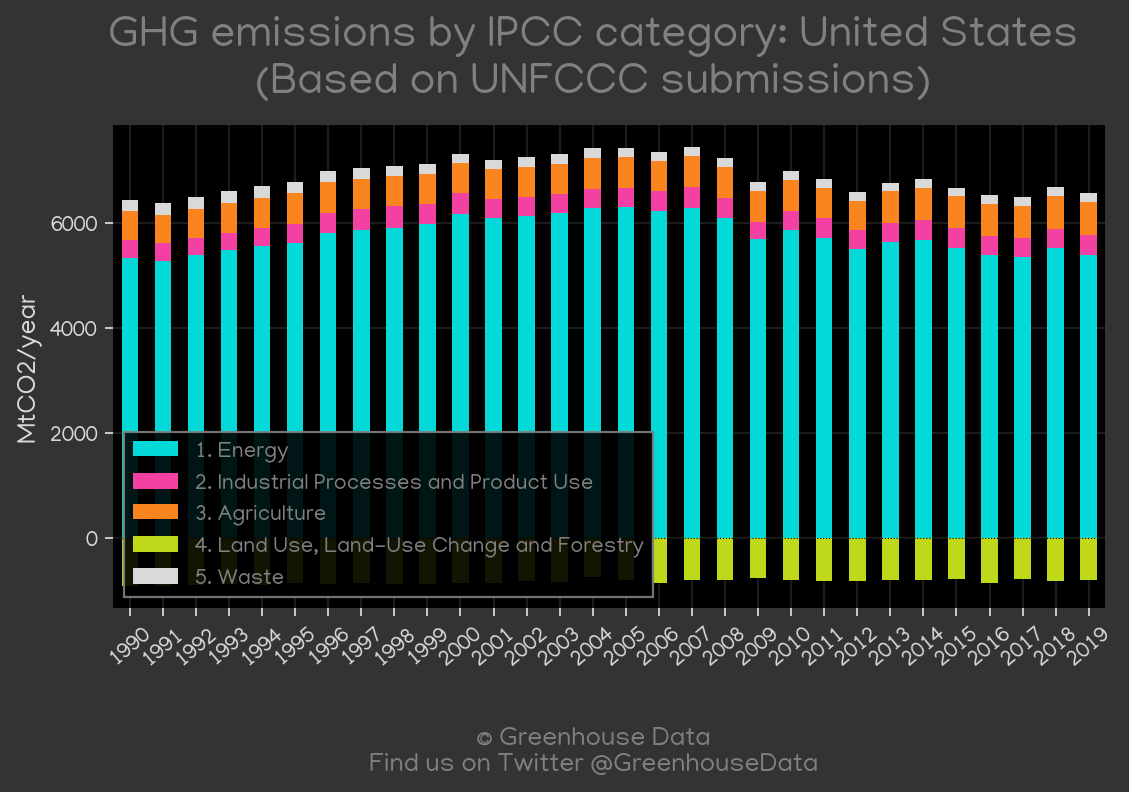 GHG emissions by IPCC category: United States
(Based on UNFCCC submissions)
MtCO2/year
6000
4000
2000
0
1. Energy
2. Industrial Processes and Product Use
3. Agriculture
4. Land Use, Land-Use Change and Forestry
5. Waste
1990 1991 1992 1993 1994 1995 1996 1997 1998 1999 2000 2001 2002 2003 2004 2005 2006 2007 2008 2009 2010 2011 2012 2013 2014 2015 2016 2017 2018 2019
© Greenhouse Data
Find us on Twitter @GreenhouseData